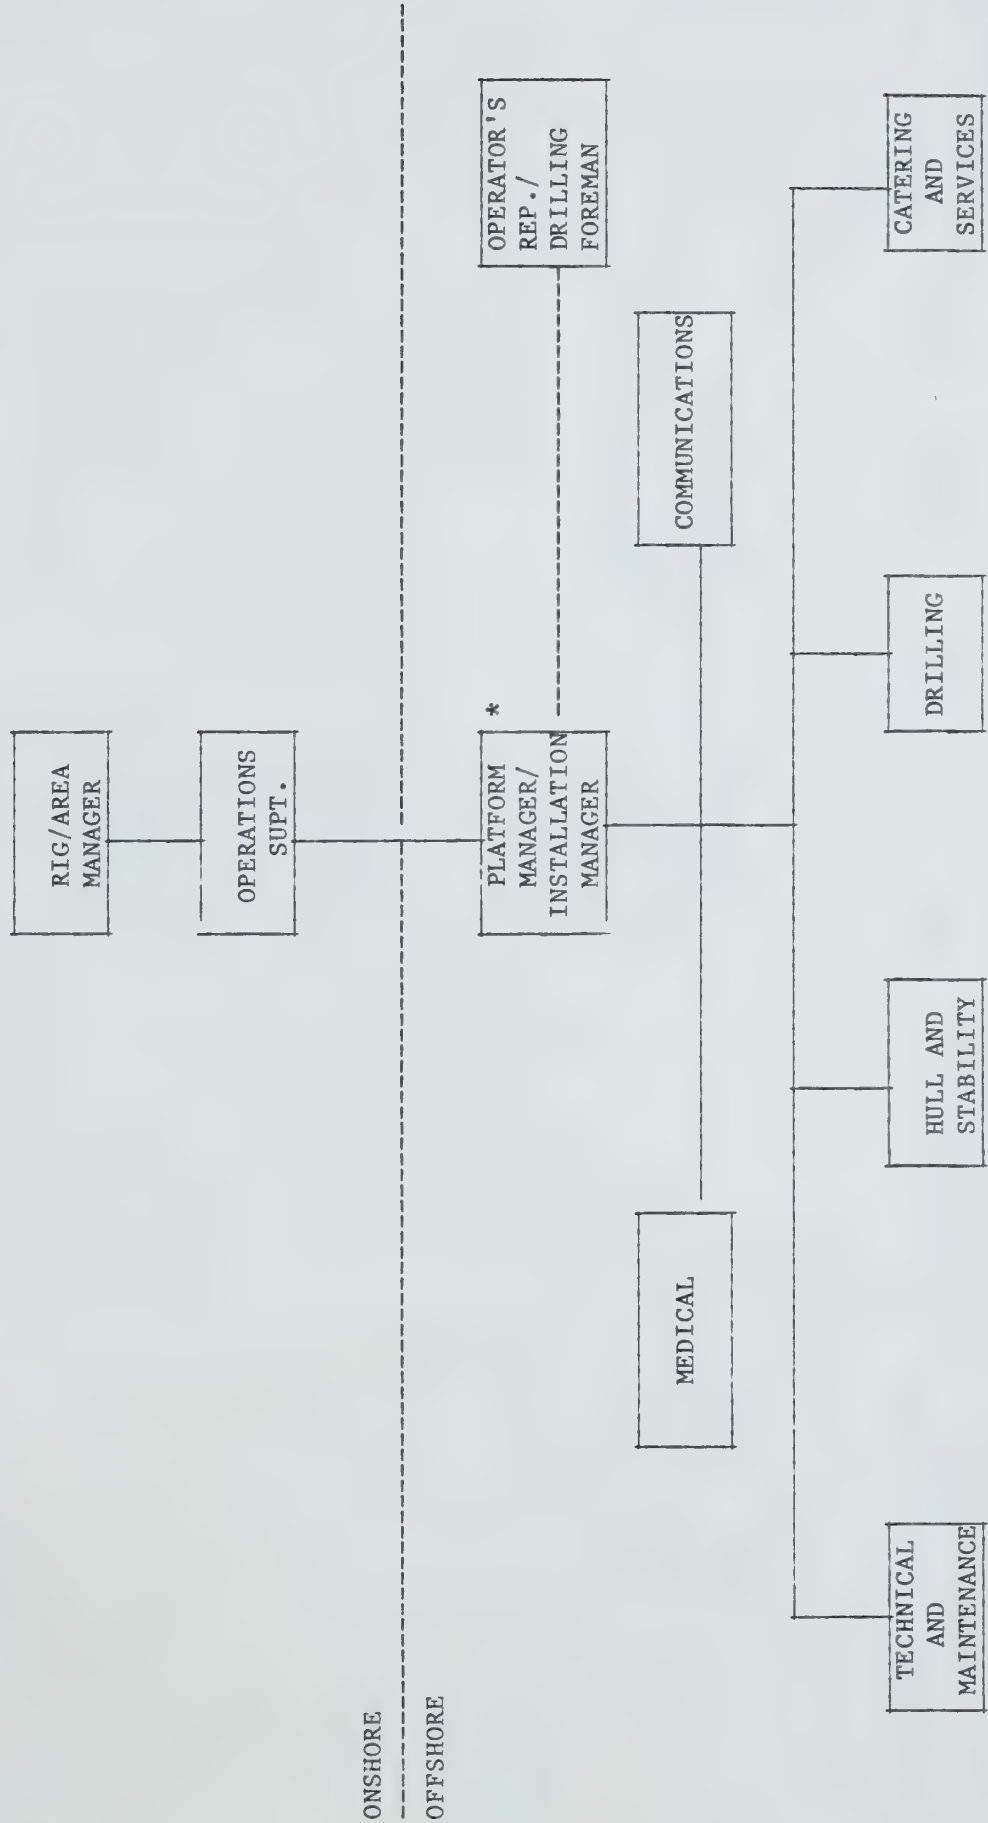 RIG/AREA
MANAGER
OPERATIONS
SUPT.
ONSHORE
OFFSHORE
PLATFORM
MANAGER/
INSTALLATION
MANAGER
*
OPERATOR'S
REP./
DRILLING
FOREMAN
MEDICAL
COMMUNICATIONS
TECHNICAL
AND
MAINTENANCE
HULL AND
STABILITY
DRILLING
CATERING
AND
SERVICES